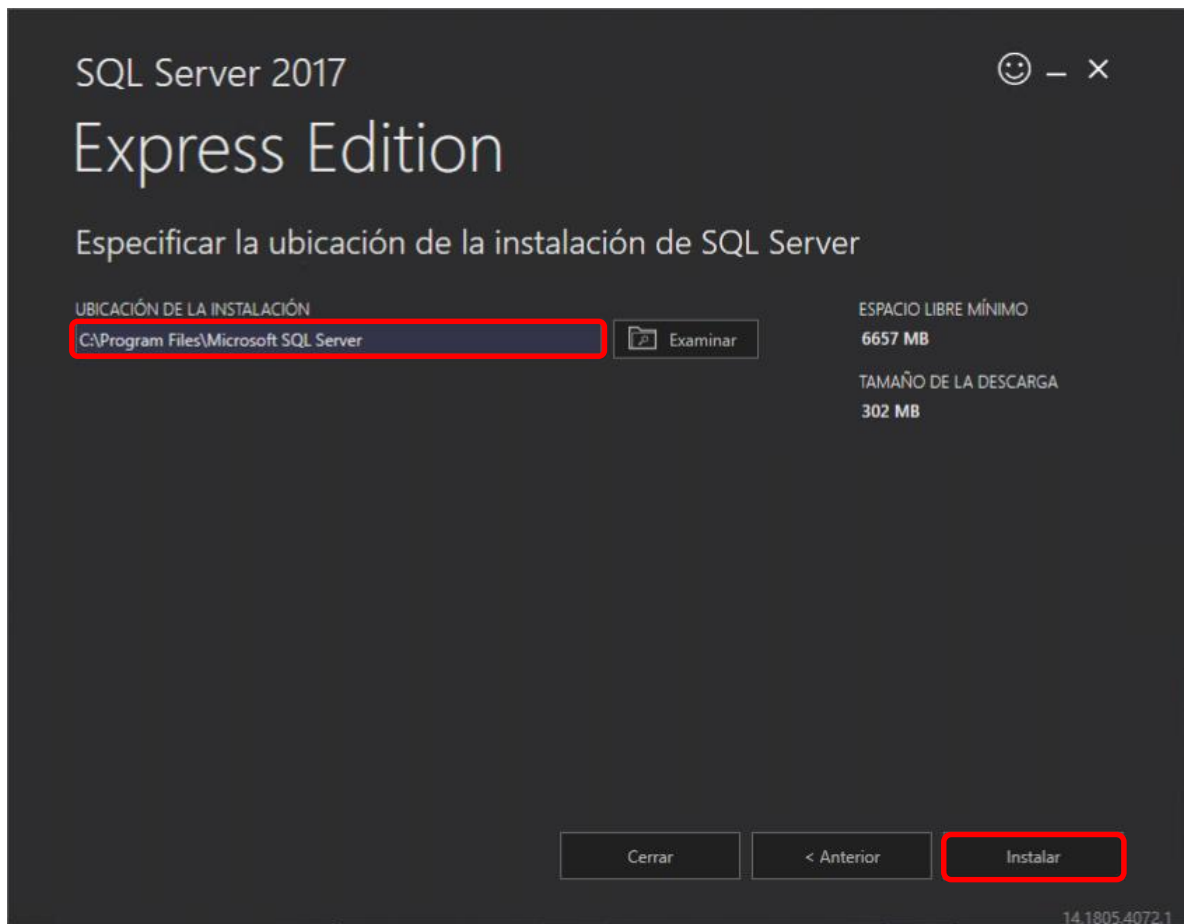 SQL Server 2017
Express Edition
Especificar la ubicación de la instalación de SQL Server
UBICACIÓN DE LA INSTALACIÓN
C:\Program Files\Microsoft SQL Server
Examinar
ESPACIO LIBRE MÍNIMO
6657 MB
TAMAÑO DE LA DESCARGA
302 MB
Cerrar
< Anterior
Instalar
14.1805.4072.1